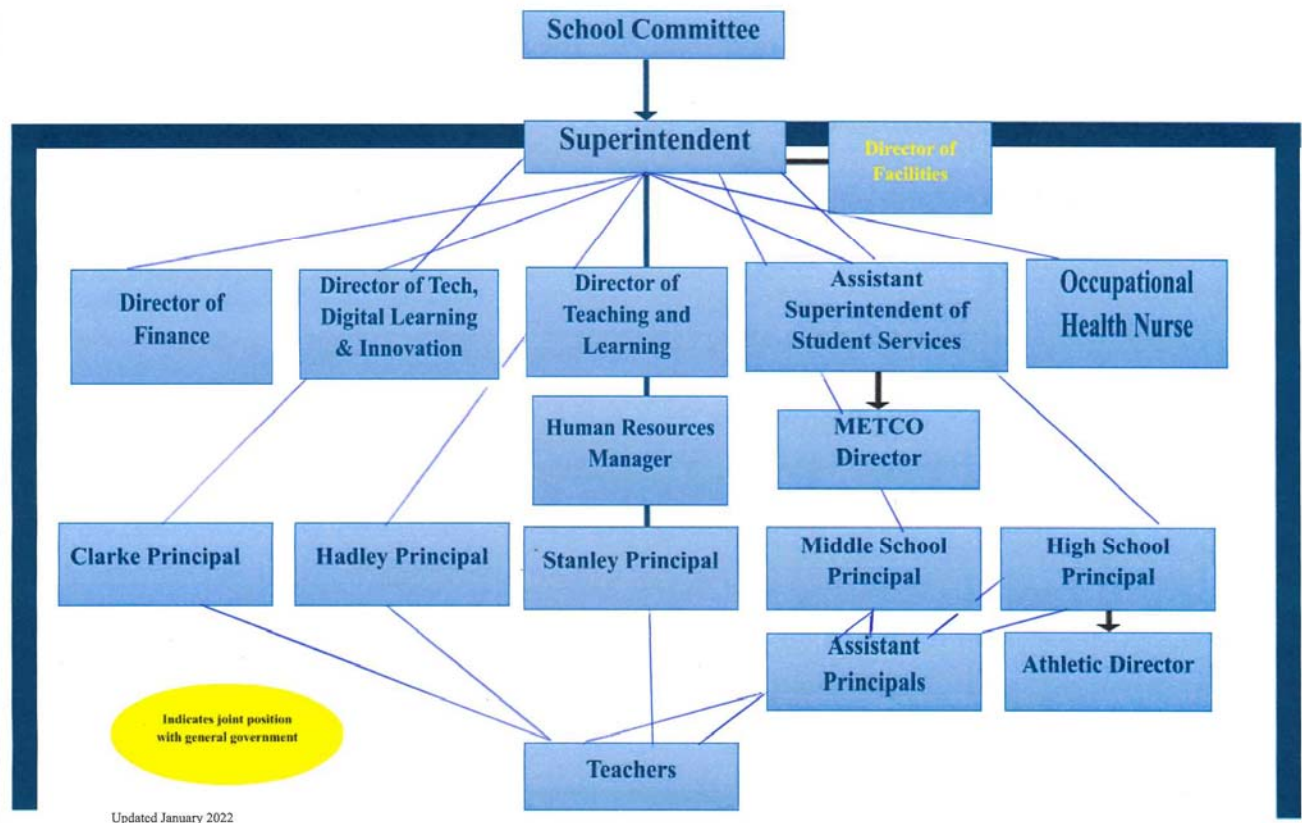 School Committee
Superintendent
Director of
Facilities
Director of
Finance
Director of Tech,
Digital Learning
& Innovation
Director of
Teaching and
Learning
Assistant
Superintendent of
Student Services
Occupational
Health Nurse
Human Resources
Manager
METCO
Director
Clarke Principal
Hadley Principal
Stanley Principal
Middle School
Principal
High School
Principal
Assistant
Principals
Athletic Director
Indicates joint position
with general government
Teachers
Updated January 2022